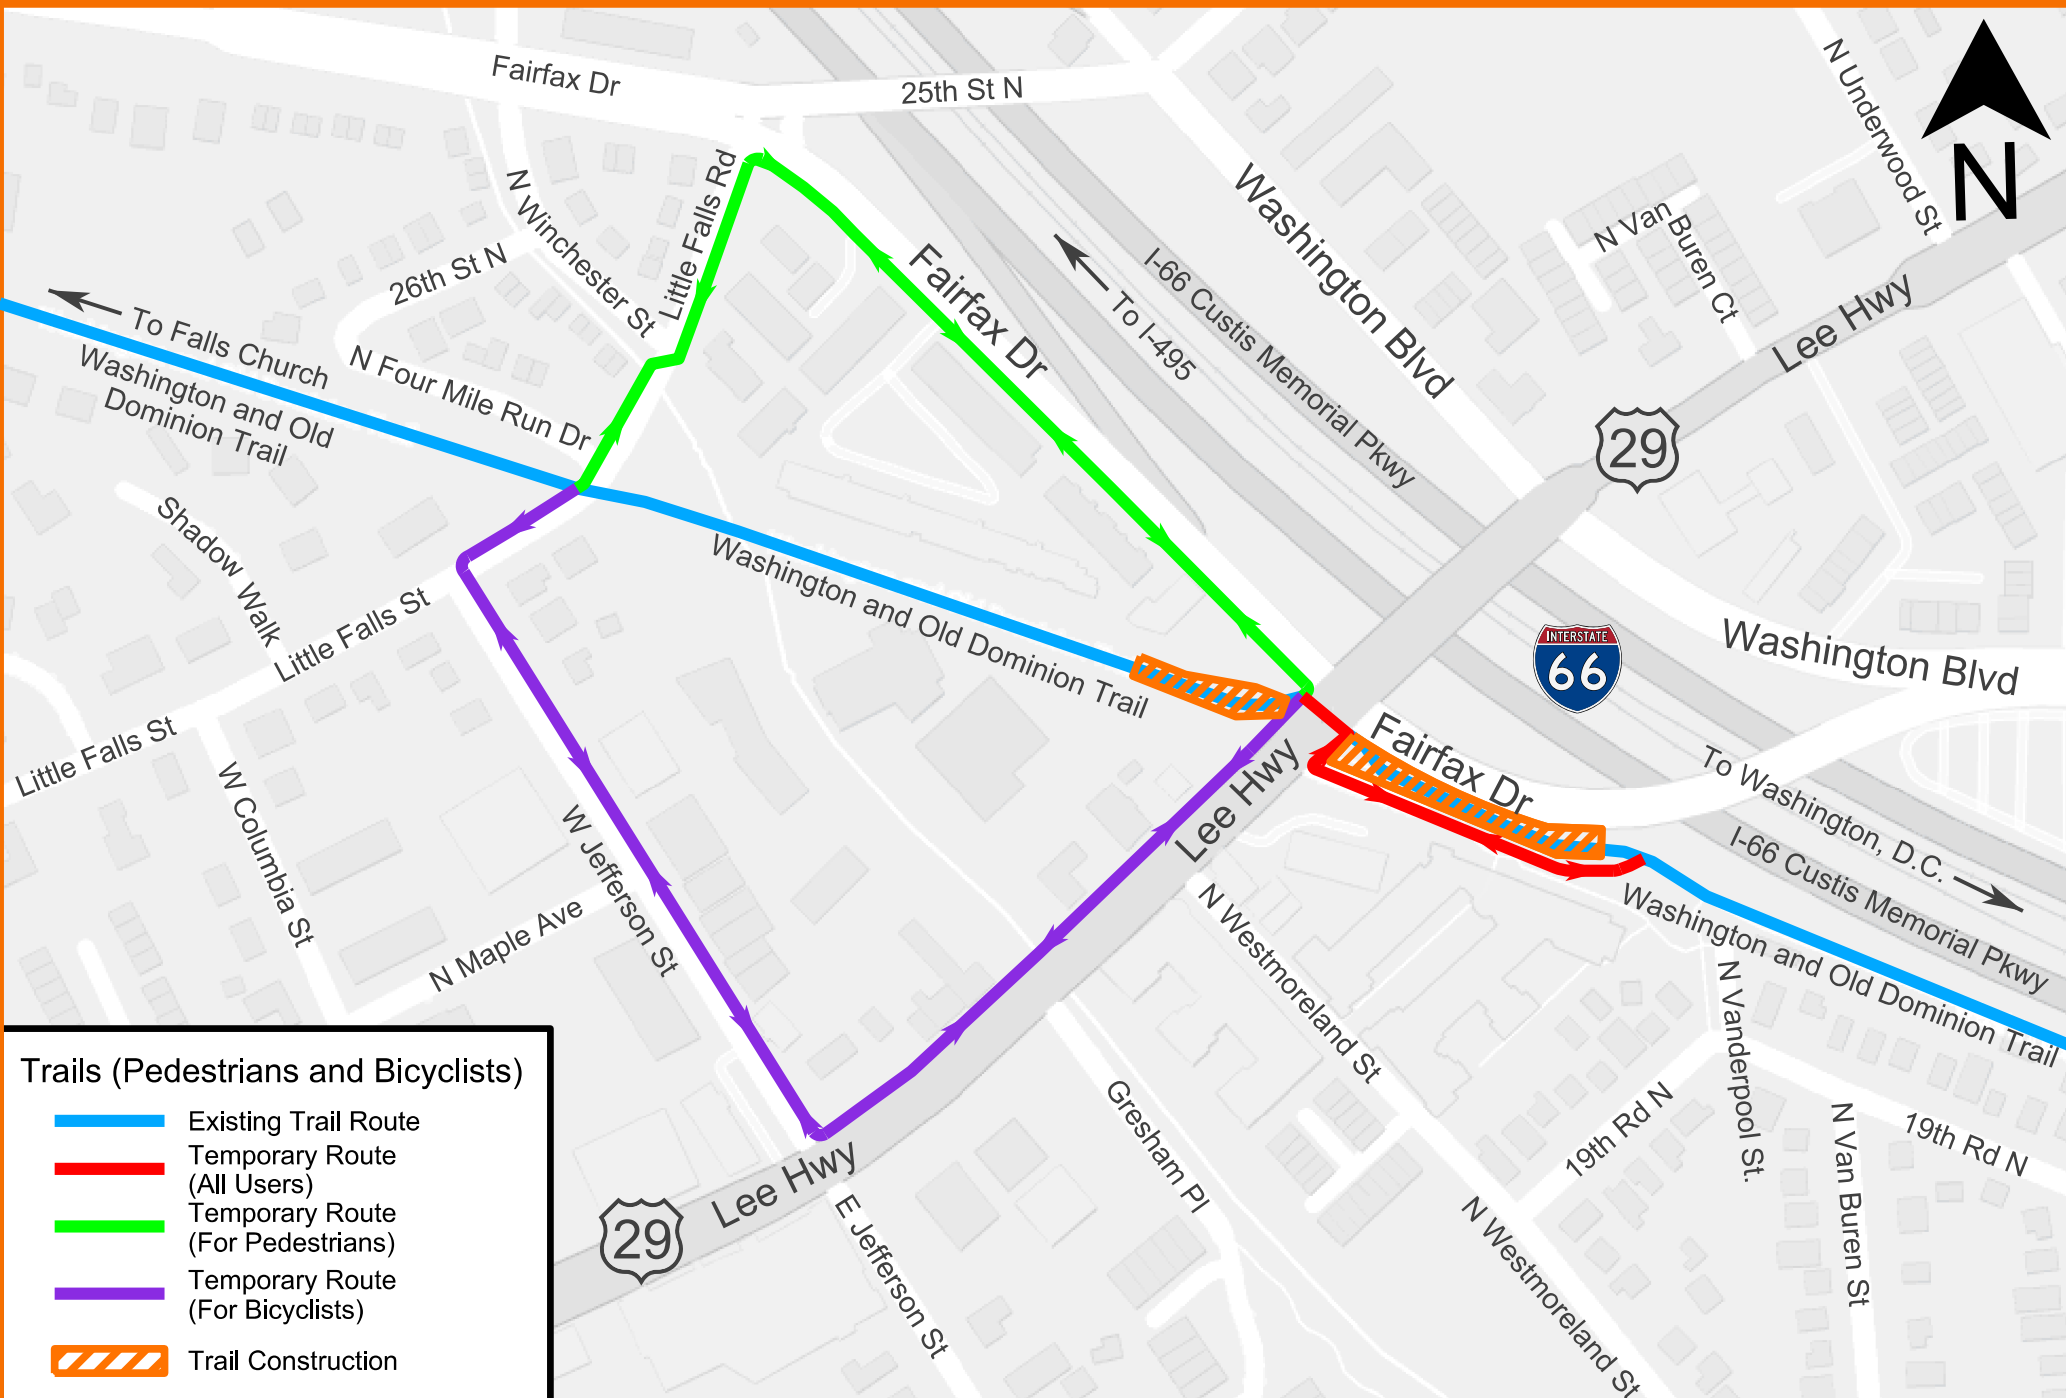 Fairfax Dr
25th St N
N Underwood St
N
N Winchester St
Little Falls Rd
Washington Blvd
N Van
Buren Ct
26th St N
Fairfax Dr
I-66 Custis Memorial Pkwy
To I-495
Lee Hwy
To Falls Church
Washington and Old
Dominion Trail
N Four Mile Run Dr
29
Shadow Walk
Washington and Old Dominion Trail
Little Falls St
INTERSTATE
66
Washington Blvd
Little Falls St
W Columbia St
W Jefferson St
N Maple Ave
Lee Hwy
Fairfax Dr
To Washington, D.C.
I-66 Custis Memorial Pkwy
Washington and Old Dominion Trail
N Westmoreland St
N Vanderpool St.
19th Rd N
N Van Buren St
19th Rd N
Gresham Pl
Lee Hwy
29
E Jefferson St
N Westmoreland St
Trails (Pedestrians and Bicyclists)
Existing Trail Route
Temporary Route
(All Users)
Temporary Route
(For Pedestrians)
Temporary Route
(For Bicyclists)
Trail Construction